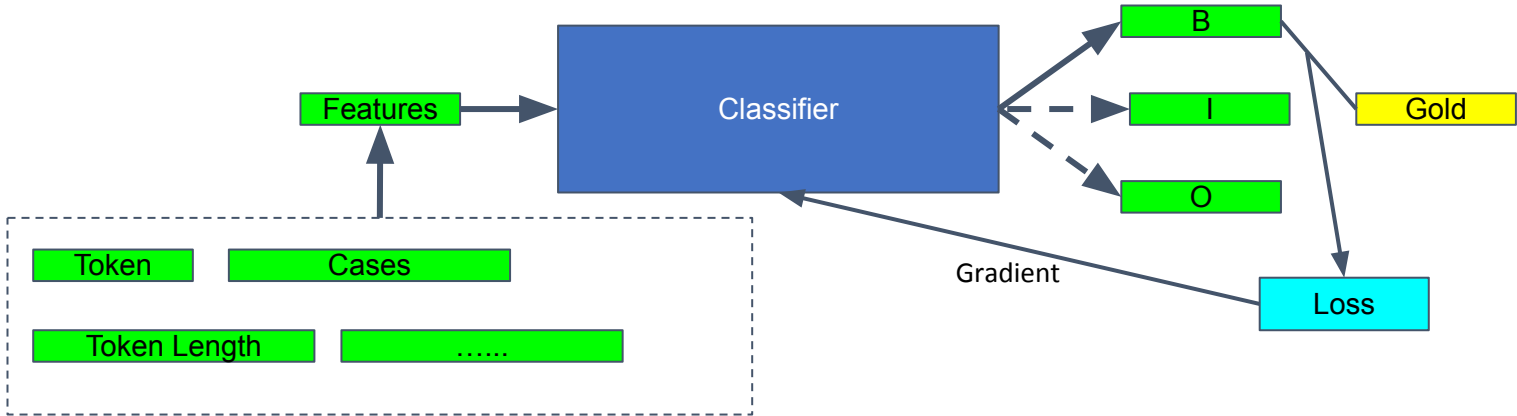 B
Features
Classifier
I
Gold
O
Token
Cases
Gradient
Loss
Token Length
…...